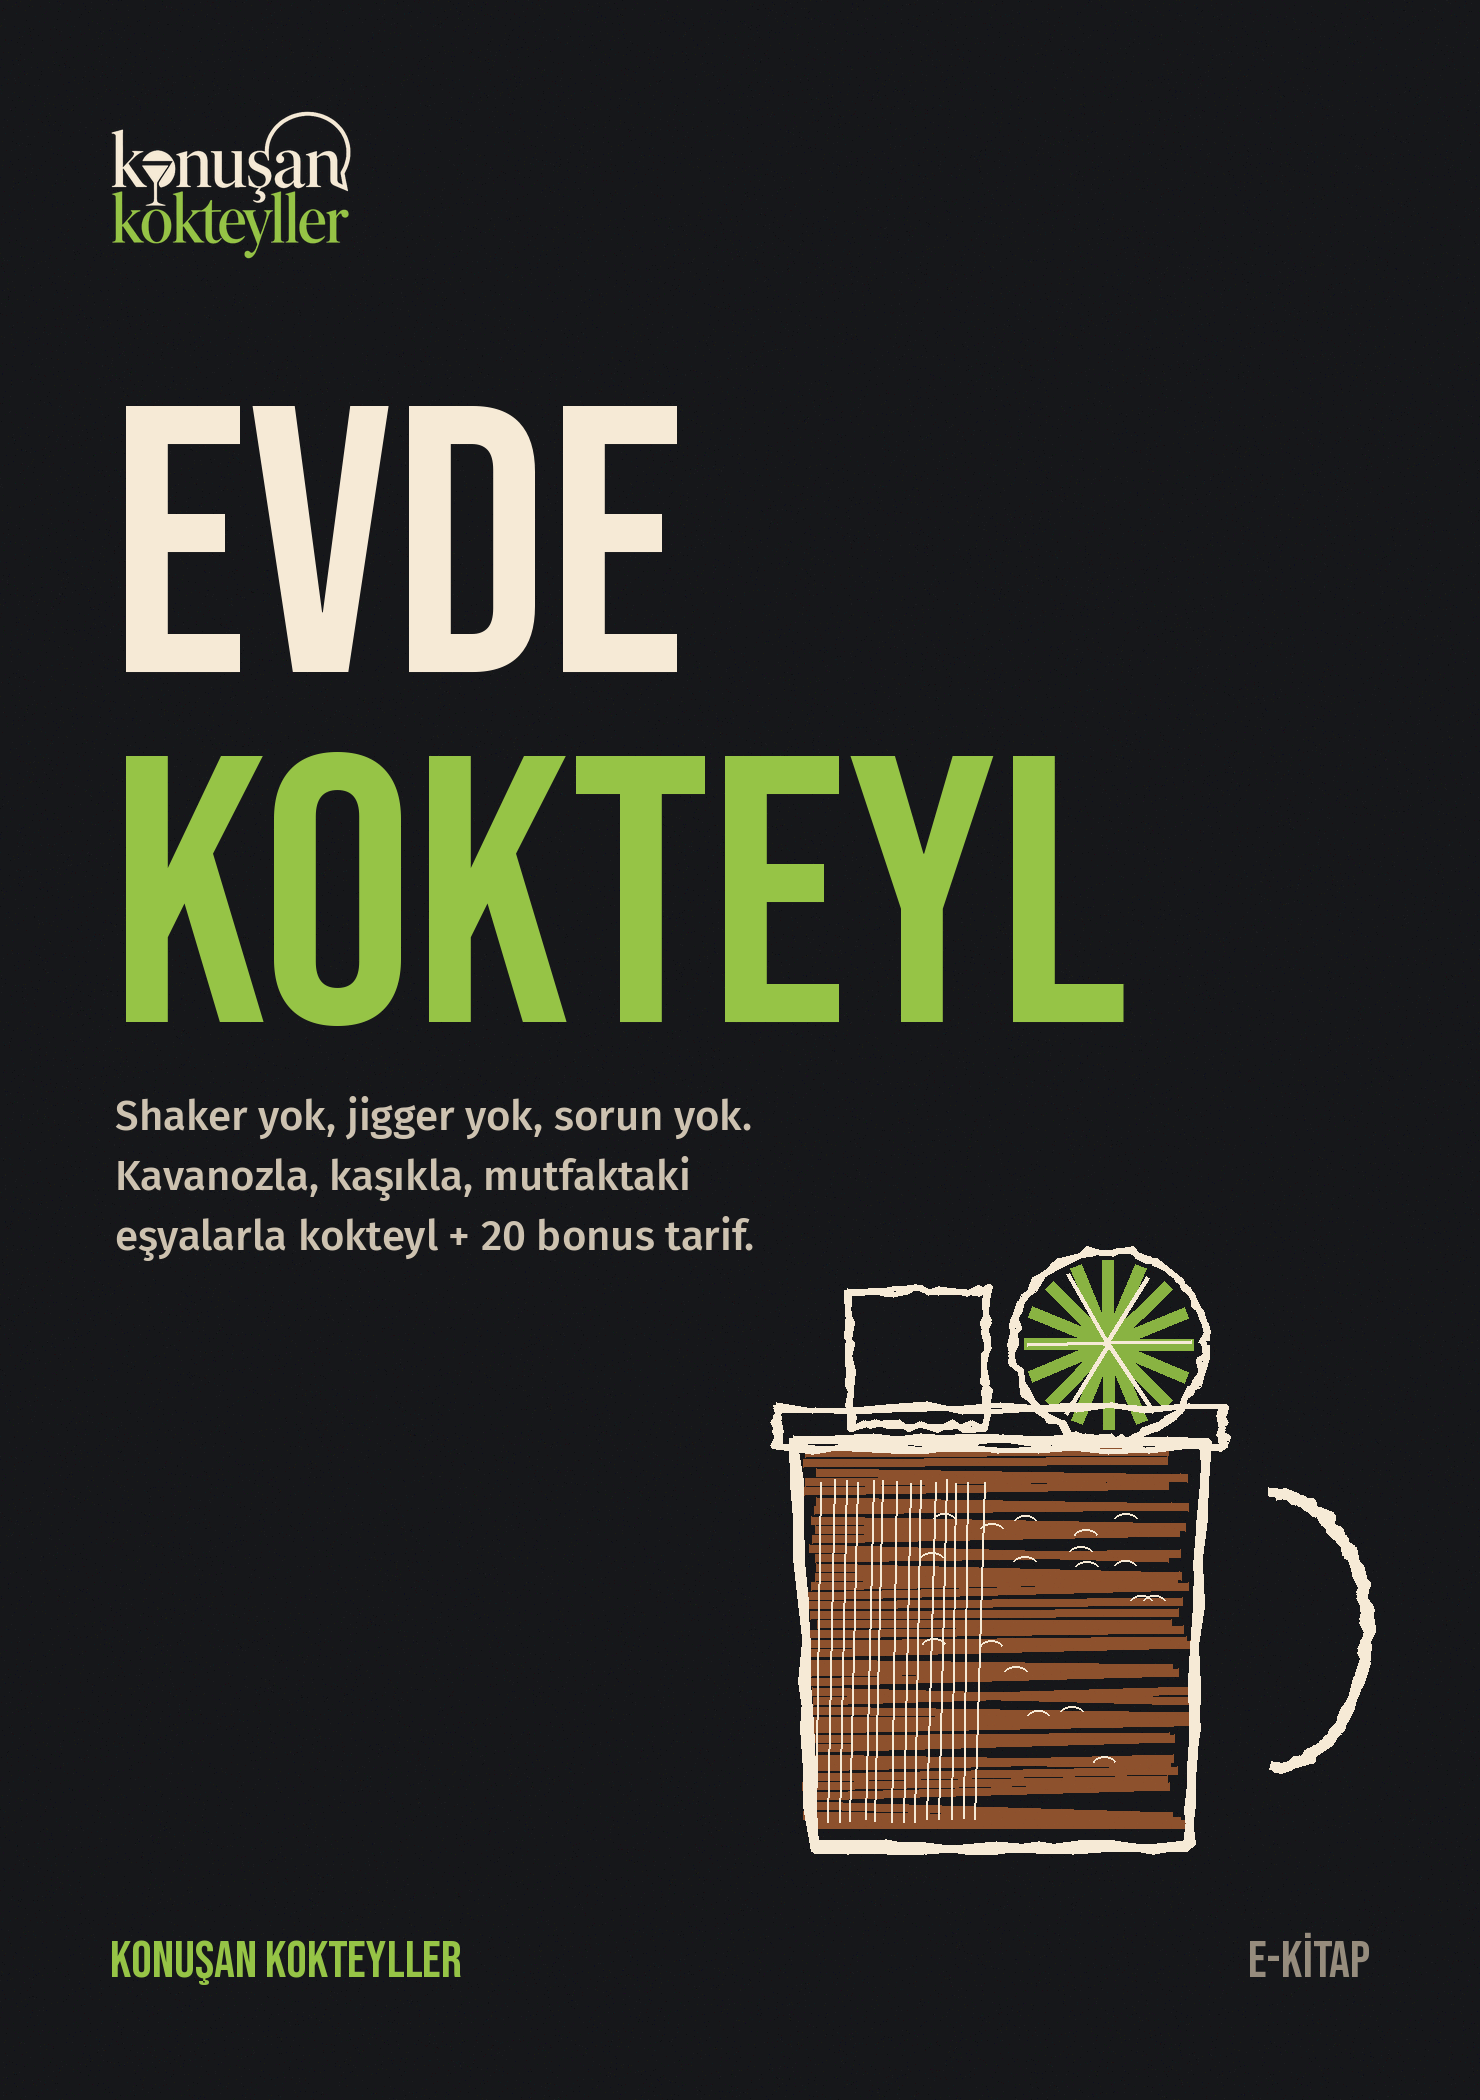 konuşan
kokteyller
EVDE
KOKTEYL
Shaker yok, jigger yok, sorun yok.
Kavanozla, kaşıkla, mutfaktaki
eşyalarla kokteyl + 20 bonus tarif.
KONUŞAN KOKTEYLLER
E-KİTAP